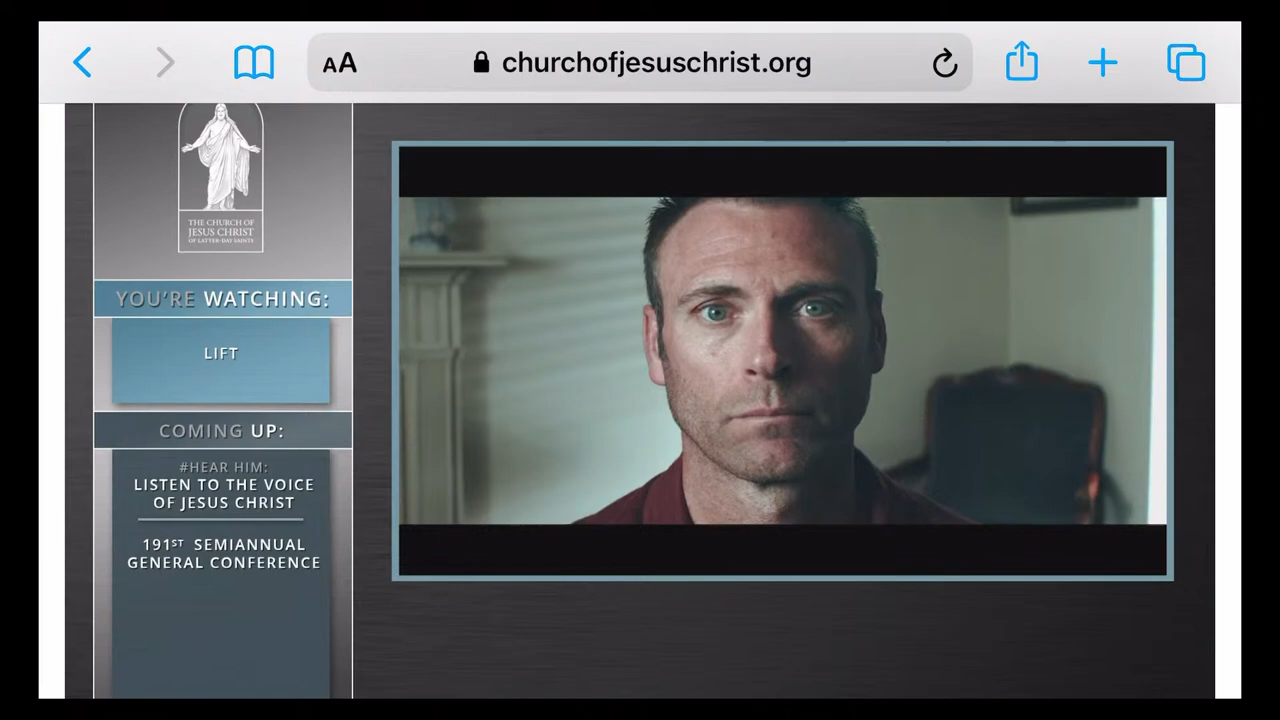 AA churchofjesuschrist.org
THE CHURCH OF
JESUS CHRIST
OF LATTER-DAY SAINTS
YOU'RE WATCHING:
LIFT
COMING UP:
#HEAR HIM:
LISTEN TO THE VOICE
OF JESUS CHRIST
191ST SEMIANNUAL
GENERAL CONFERENCE